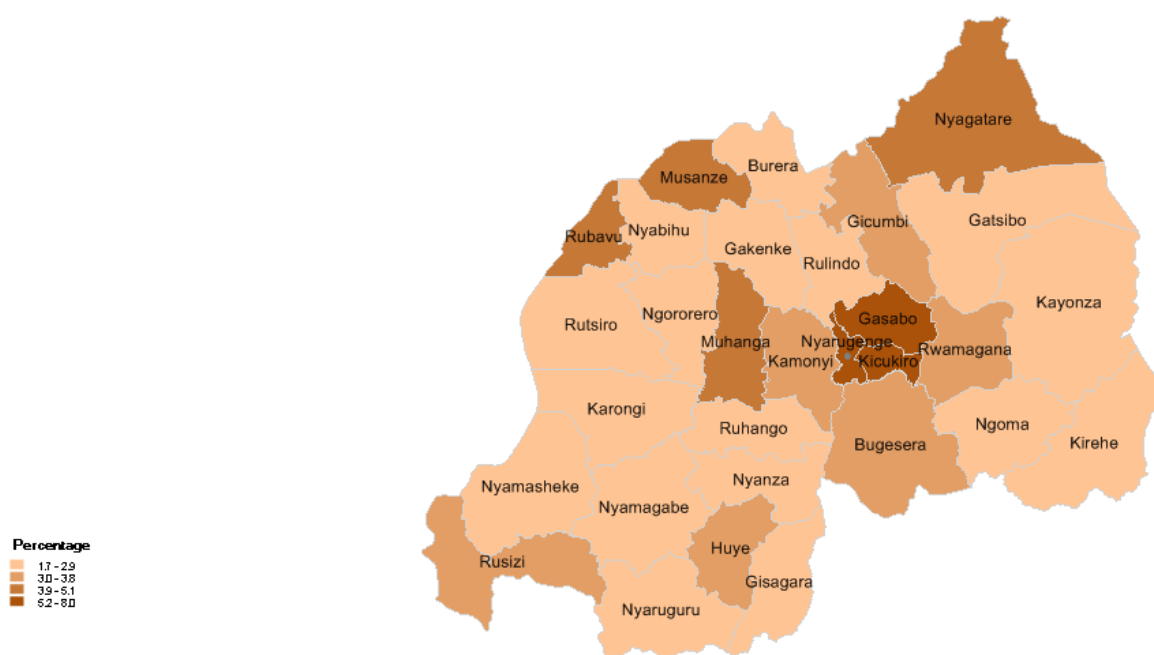 Nyagatare
Burera
Musanze
Gicumbi
Gatsibo
Rubavu
Nyabihu
Gakenke
Rulindo
Kayonza
Ngororero
Gasabo
Rutsiro
Muhanga
Nyarugenge
Rwamagana
Kamonyi
Kicukiro
Karongi
Ruhango
Bugesera
Ngoma
Kirehe
Nyamasheke
Nyanza
Nyamagabe
Huye
Rusizi
Gisagara
Nyaruguru
Percentage
1.7 - 2.9
3.0 - 3.8
3.9 - 5.1
5.2 - 8.0